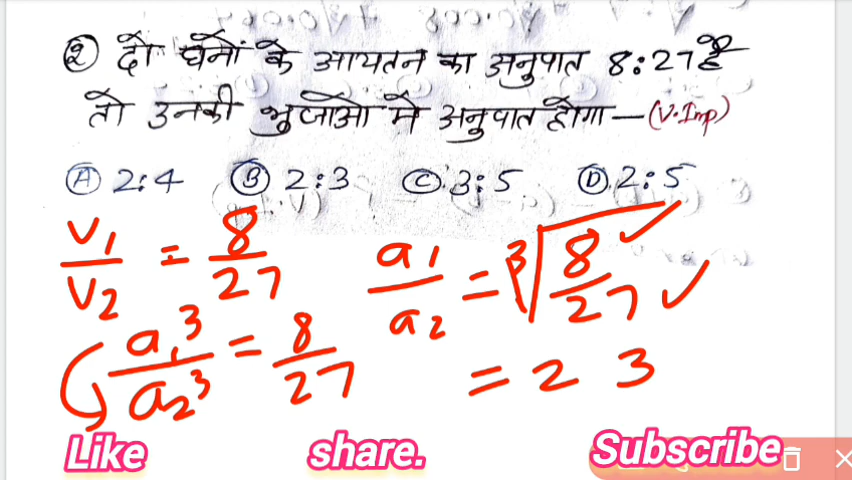 ② दो घनों के आयतन का अनुपात 8:27 है
तो उनकी भुजाओ मे अनुपात होगा — (V.Imp)
Ⓐ 2:4 Ⓑ 2:3 Ⓒ 3:5 Ⓓ 2:5
V₁/V₂ = 8/27
a₁³/a₂³ = 8/27
a₁/a₂ = ∛(8/27) ✓ ✓
= 2 3
Like share. Subscribe